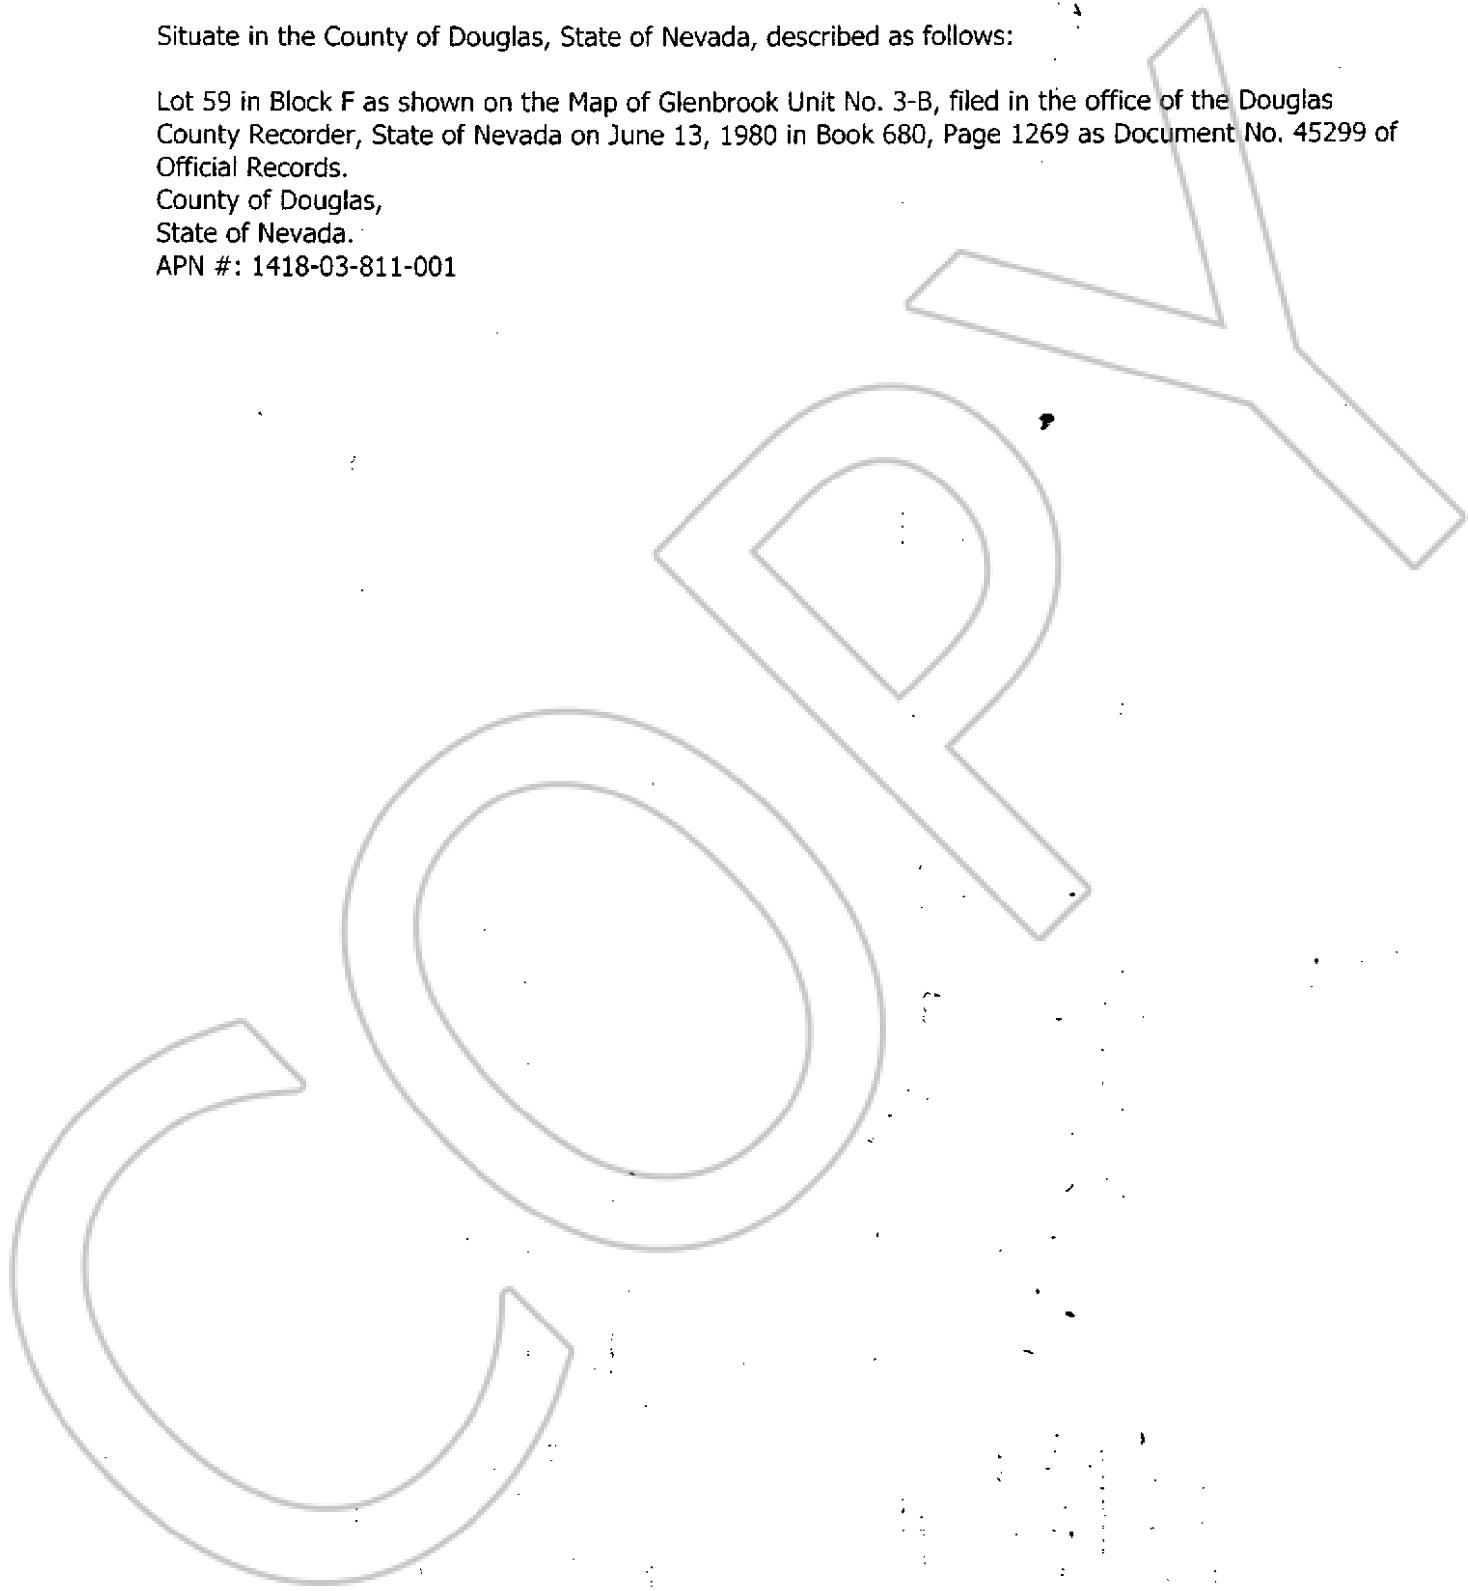 Situate in the County of Douglas, State of Nevada, described as follows:
Lot 59 in Block F as shown on the Map of Glenbrook Unit No. 3-B, filed in the office of the Douglas
County Recorder, State of Nevada on June 13, 1980 in Book 680, Page 1269 as Document No. 45299 of
Official Records.
County of Douglas,
State of Nevada.
APN #: 1418-03-811-001
COPY